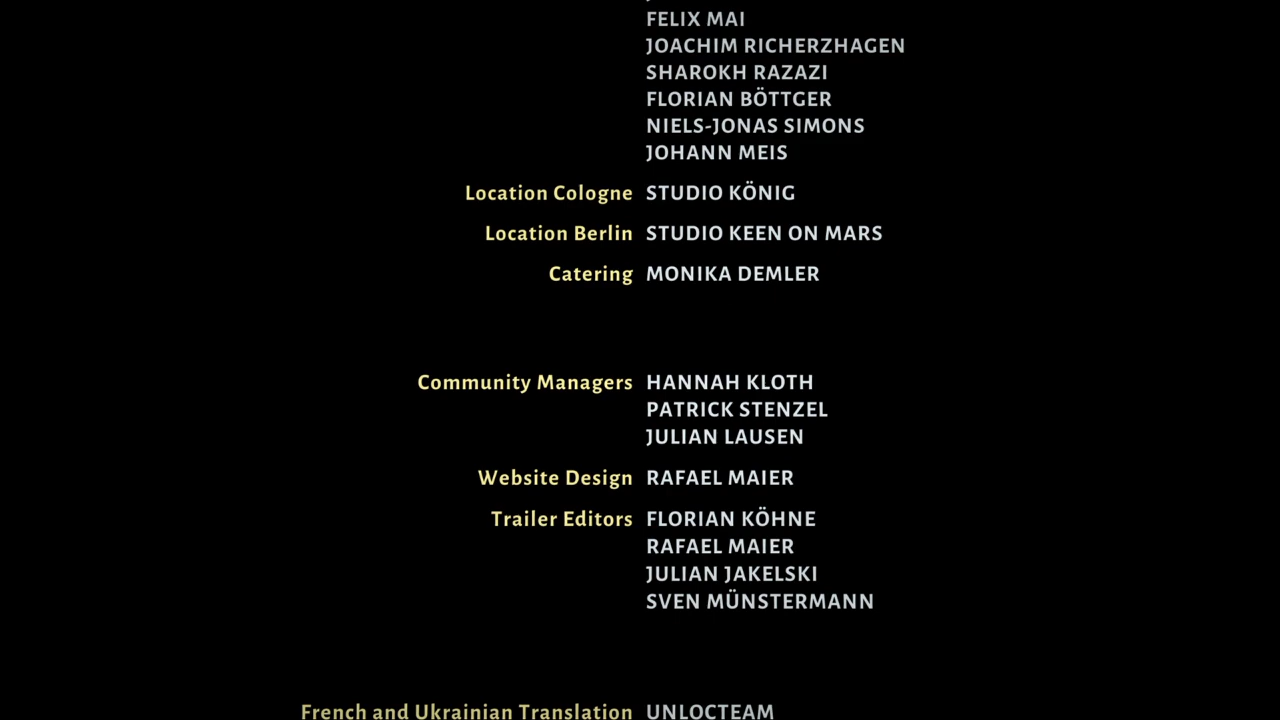 FELIX MAI
JOACHIM RICHERZHAGEN
SHAROKH RAZAZI
FLORIAN BÖTTGER
NIELS-JONAS SIMONS
JOHANN MEIS
Location Cologne STUDIO KÖNIG
Location Berlin STUDIO KEEN ON MARS
Catering MONIKA DEMLER
Community Managers HANNAH KLOTH
PATRICK STENZEL
JULIAN LAUSEN
Website Design RAFAEL MAIER
Trailer Editors FLORIAN KÖHNE
RAFAEL MAIER
JULIAN JAKELSKI
SVEN MÜNSTERMANN
French and Ukrainian Translation UNLOCTEAM